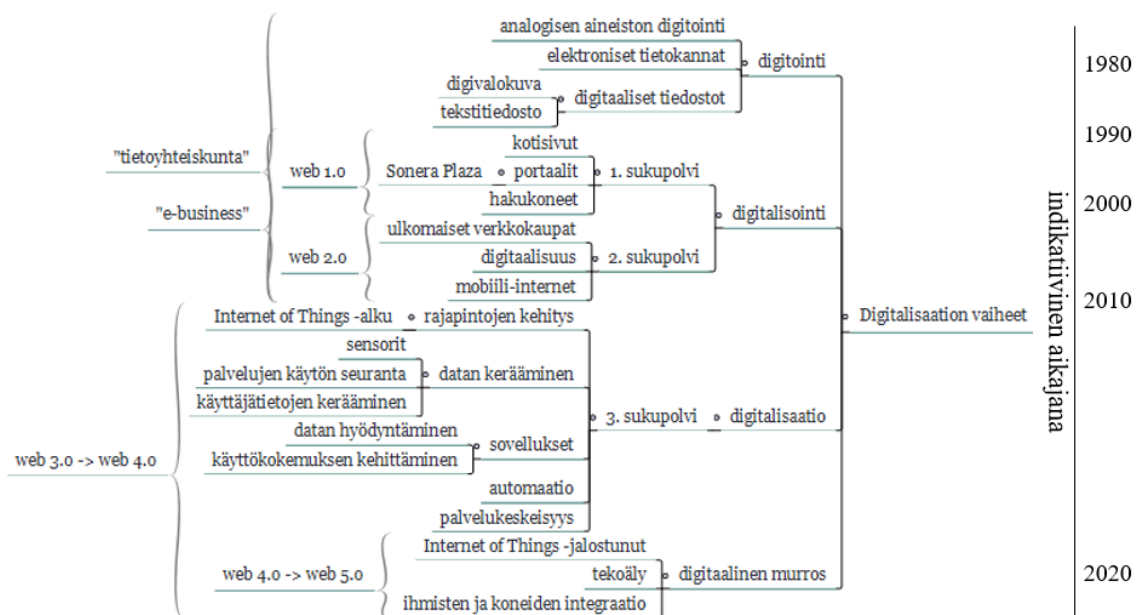 analogisen aineiston digitointi
elektroniset tietokannat
digitointi
1980
digivalokuva
digitaaliset tiedostot
tekstitiedosto
1990
kotisivut
"tietoyhteiskunta"
web 1.0
Sonera Plaza
portaalit
1. sukupolvi
hakukoneet
2000
"e-business"
digitalisointi
ulkomaiset verkkokaupat
web 2.0
digitaalisuus
2. sukupolvi
mobiili-internet
2010
Internet of Things -alku
rajapintojen kehitys
Digitalisaation vaiheet
indikatiivinen aikajana
sensorit
palvelujen käytön seuranta
datan kerääminen
käyttäjätietojen kerääminen
3. sukupolvi
digitalisaatio
datan hyödyntäminen
sovellukset
web 3.0 -> web 4.0
käyttökokemuksen kehittäminen
automaatio
palvelukeskeisyys
Internet of Things -jalostunut
web 4.0 -> web 5.0
tekoäly
digitaalinen murros
2020
ihmisten ja koneiden integraatio